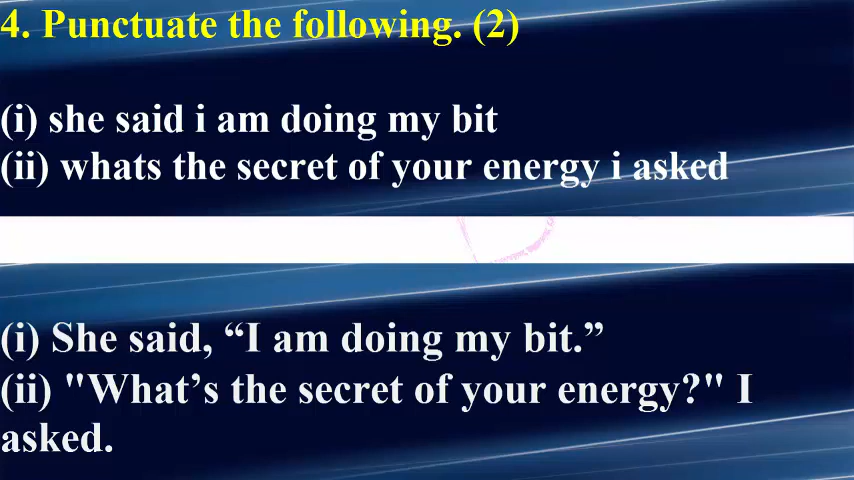 4. Punctuate the following. (2)
(i) she said i am doing my bit
(ii) whats the secret of your energy i asked
(i) She said, “I am doing my bit.”
(ii) "What’s the secret of your energy?" I
asked.